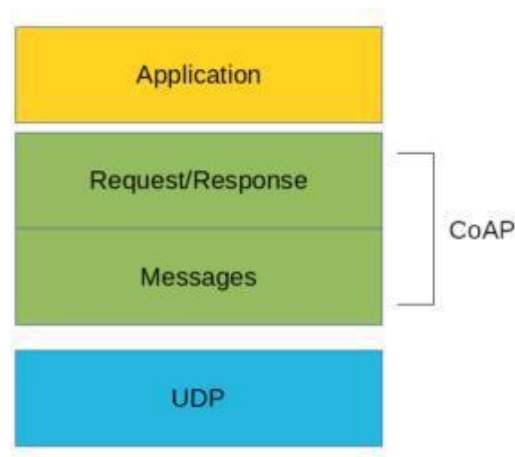 Application
Request/Response
CoAP
Messages
UDP